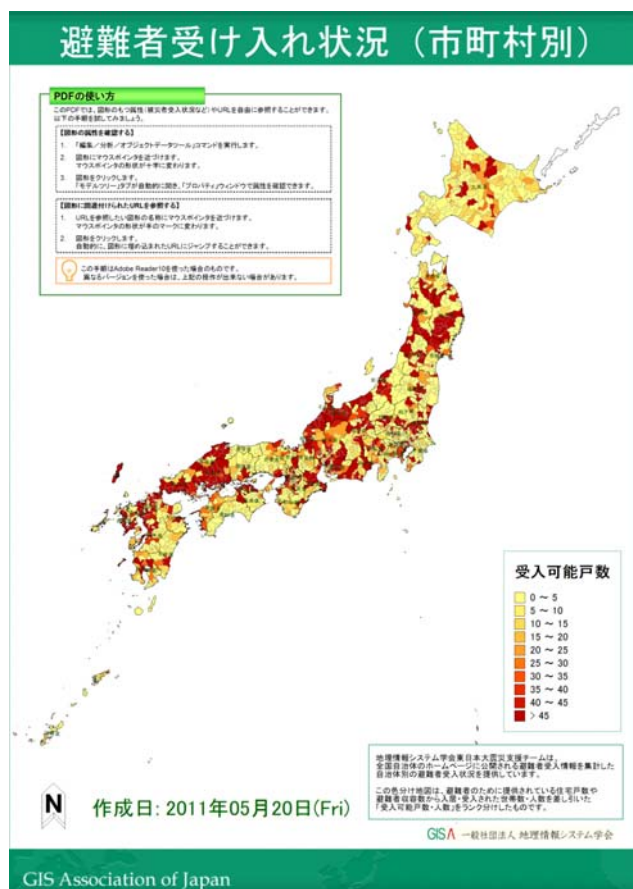 避難者受け入れ状況（市町村別）
PDFの使い方
このPDFでは、図形のもつ属性(被災者受入状況など)やURLを自由に参照することができます。
以下の手順を試してみましょう。
【図形の属性を確認する】
1. 「編集／分析／オブジェクトデータツール」コマンドを実行します。
2. 図形にマウスポインタを近づけます。
マウスポインタの形状が十字に変わります。
3. 図形をクリックします。
「モデルツリー」タブが自動的に開き、「プロパティ」ウィンドウで属性を確認できます。
【図形に関連付けられたURLを参照する】
1. URLを参照したい図形の名称にマウスポインタを近づけます。
マウスポインタの形状が手のマークに変わります。
2. 図形をクリックします。
自動的に、図形に埋め込まれたURLにジャンプすることができます。
この手順はAdobe Reader10を使った場合のものです。
異なるバージョンを使った場合は、上記の操作が出来ない場合があります。
受入可能戸数
0 ～ 5
5 ～ 10
10 ～ 15
15 ～ 20
20 ～ 25
25 ～ 30
30 ～ 35
35 ～ 40
40 ～ 45
> 45
地理情報システム学会東日本大震災支援チームは、
全国自治体のホームページに公開される避難者受入情報を集計した
自治体別の避難者受入状況を提供しています。
この色分け地図は、避難者のために提供されている住宅戸数や
避難者収容数から入居・受入された世帯数・人数を差し引いた
「受入可能戸数・人数」をランク分けしたものです。
N
作成日: 2011年05月20日(Fri)
GISA 一般社団法人 地理情報システム学会
GIS Association of Japan